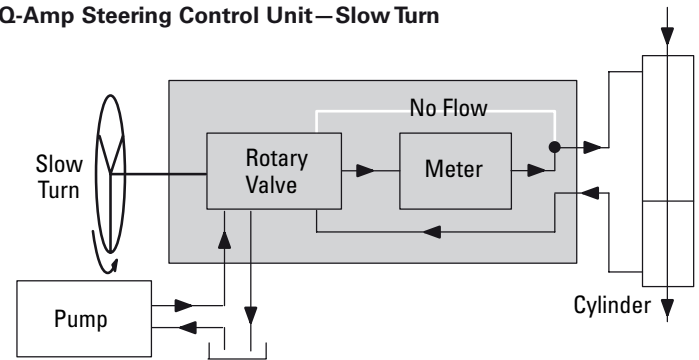 Q-Amp Steering Control Unit—Slow Turn
No Flow
Slow
Turn
Rotary
Valve
Meter
Pump
Cylinder